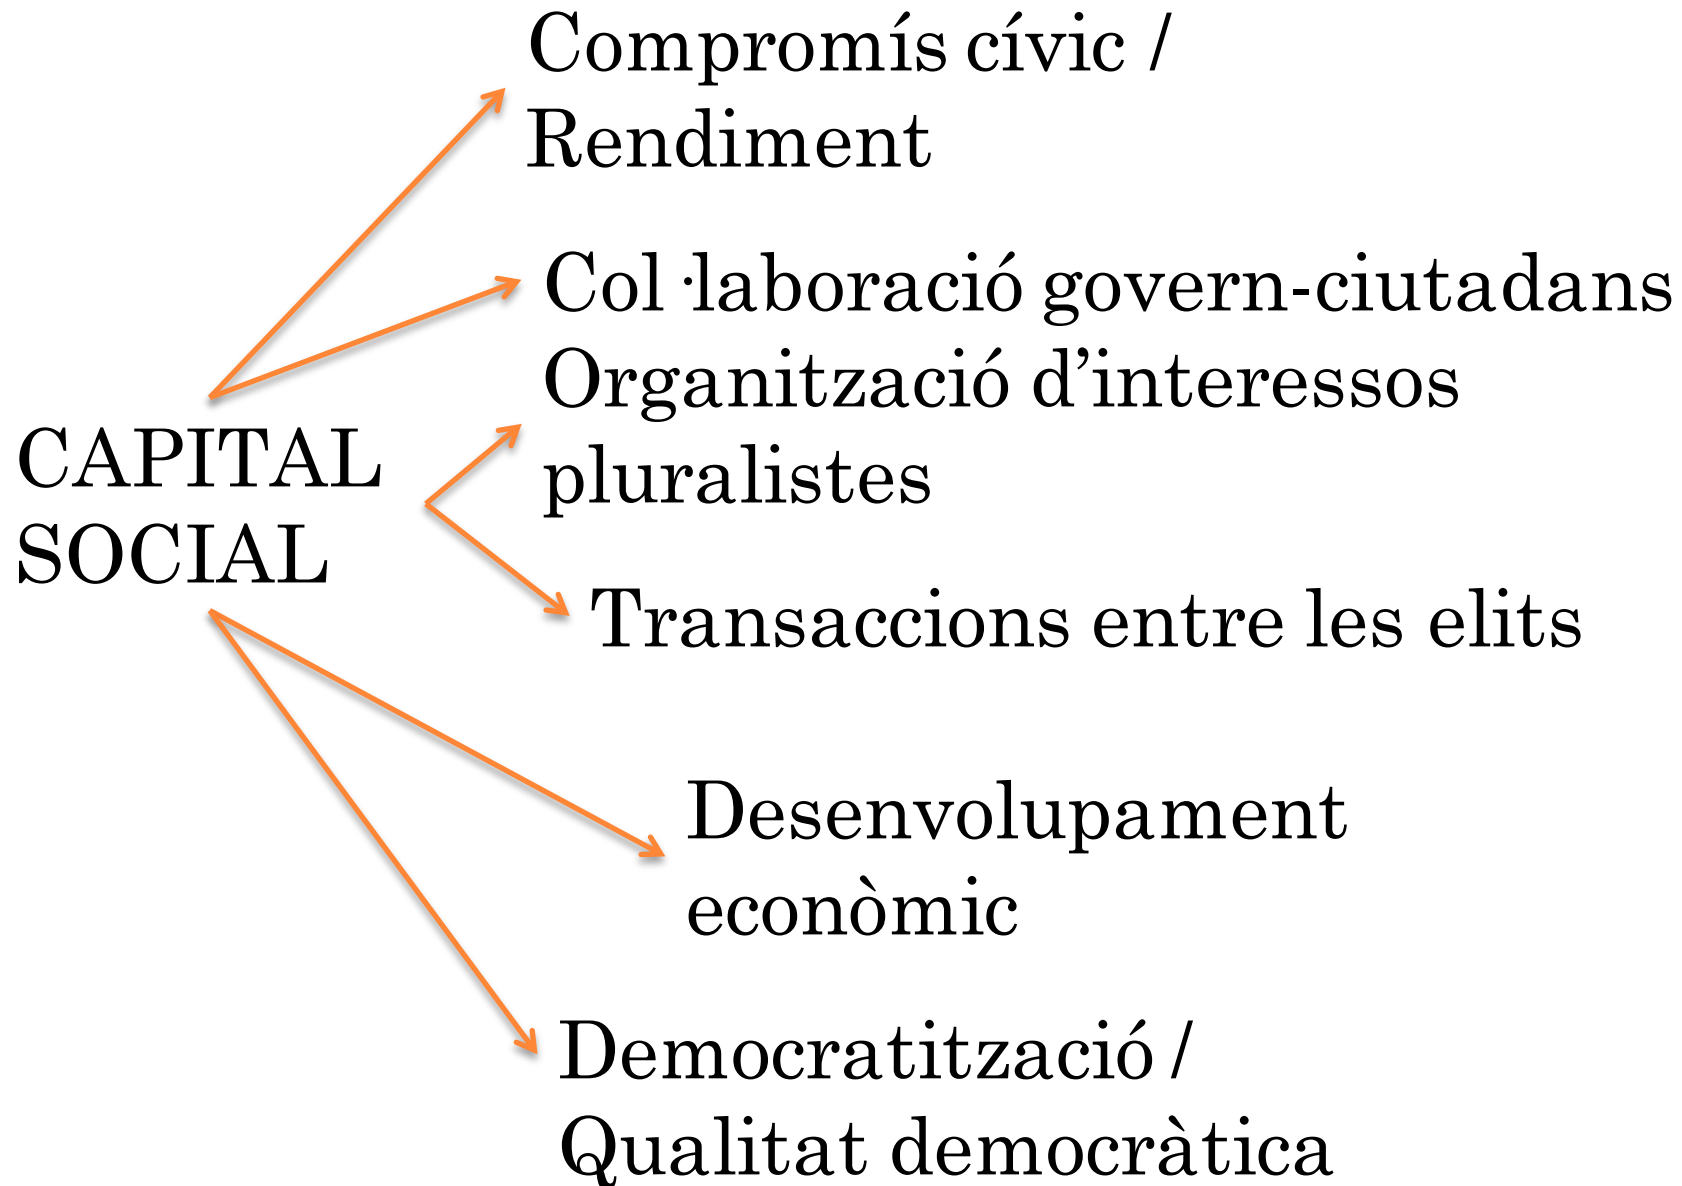 Compromís cívic /
Rendiment
Col ·laboració govern-ciutadans
Organització d’interessos
pluralistes
CAPITAL
SOCIAL
Transaccions entre les elits
Desenvolupament
econòmic
Democratització /
Qualitat democràtica